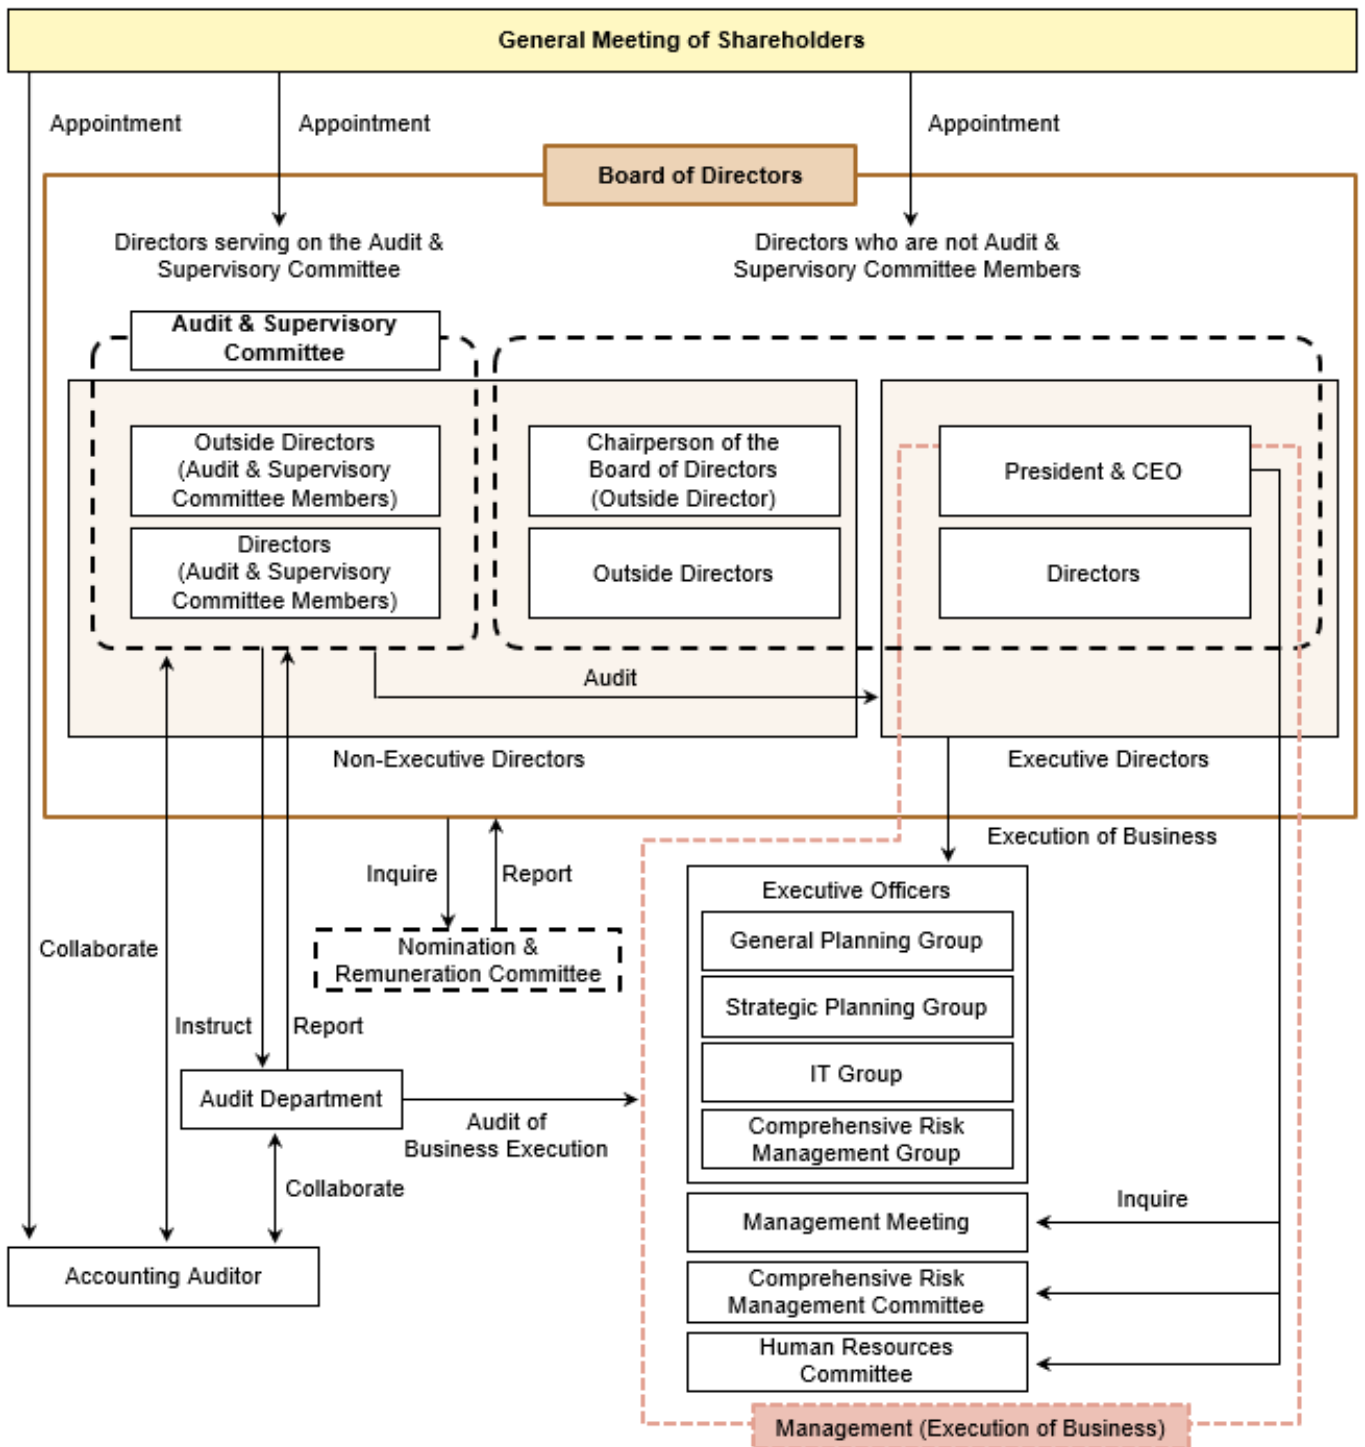 General Meeting of Shareholders
Appointment
Appointment
Appointment
Board of Directors
Directors serving on the Audit &
Supervisory Committee
Directors who are not Audit &
Supervisory Committee Members
Audit & Supervisory
Committee
Outside Directors
(Audit & Supervisory
Committee Members)
Chairperson of the
Board of Directors
(Outside Director)
President & CEO
Directors
(Audit & Supervisory
Committee Members)
Outside Directors
Directors
Audit
Non-Executive Directors
Executive Directors
Execution of Business
Inquire
Report
Executive Officers
General Planning Group
Collaborate
Nomination &
Remuneration Committee
Strategic Planning Group
Instruct
Report
IT Group
Audit Department
Audit of
Business Execution
Comprehensive Risk
Management Group
Collaborate
Inquire
Management Meeting
Accounting Auditor
Comprehensive Risk
Management Committee
Human Resources
Committee
Management (Execution of Business)